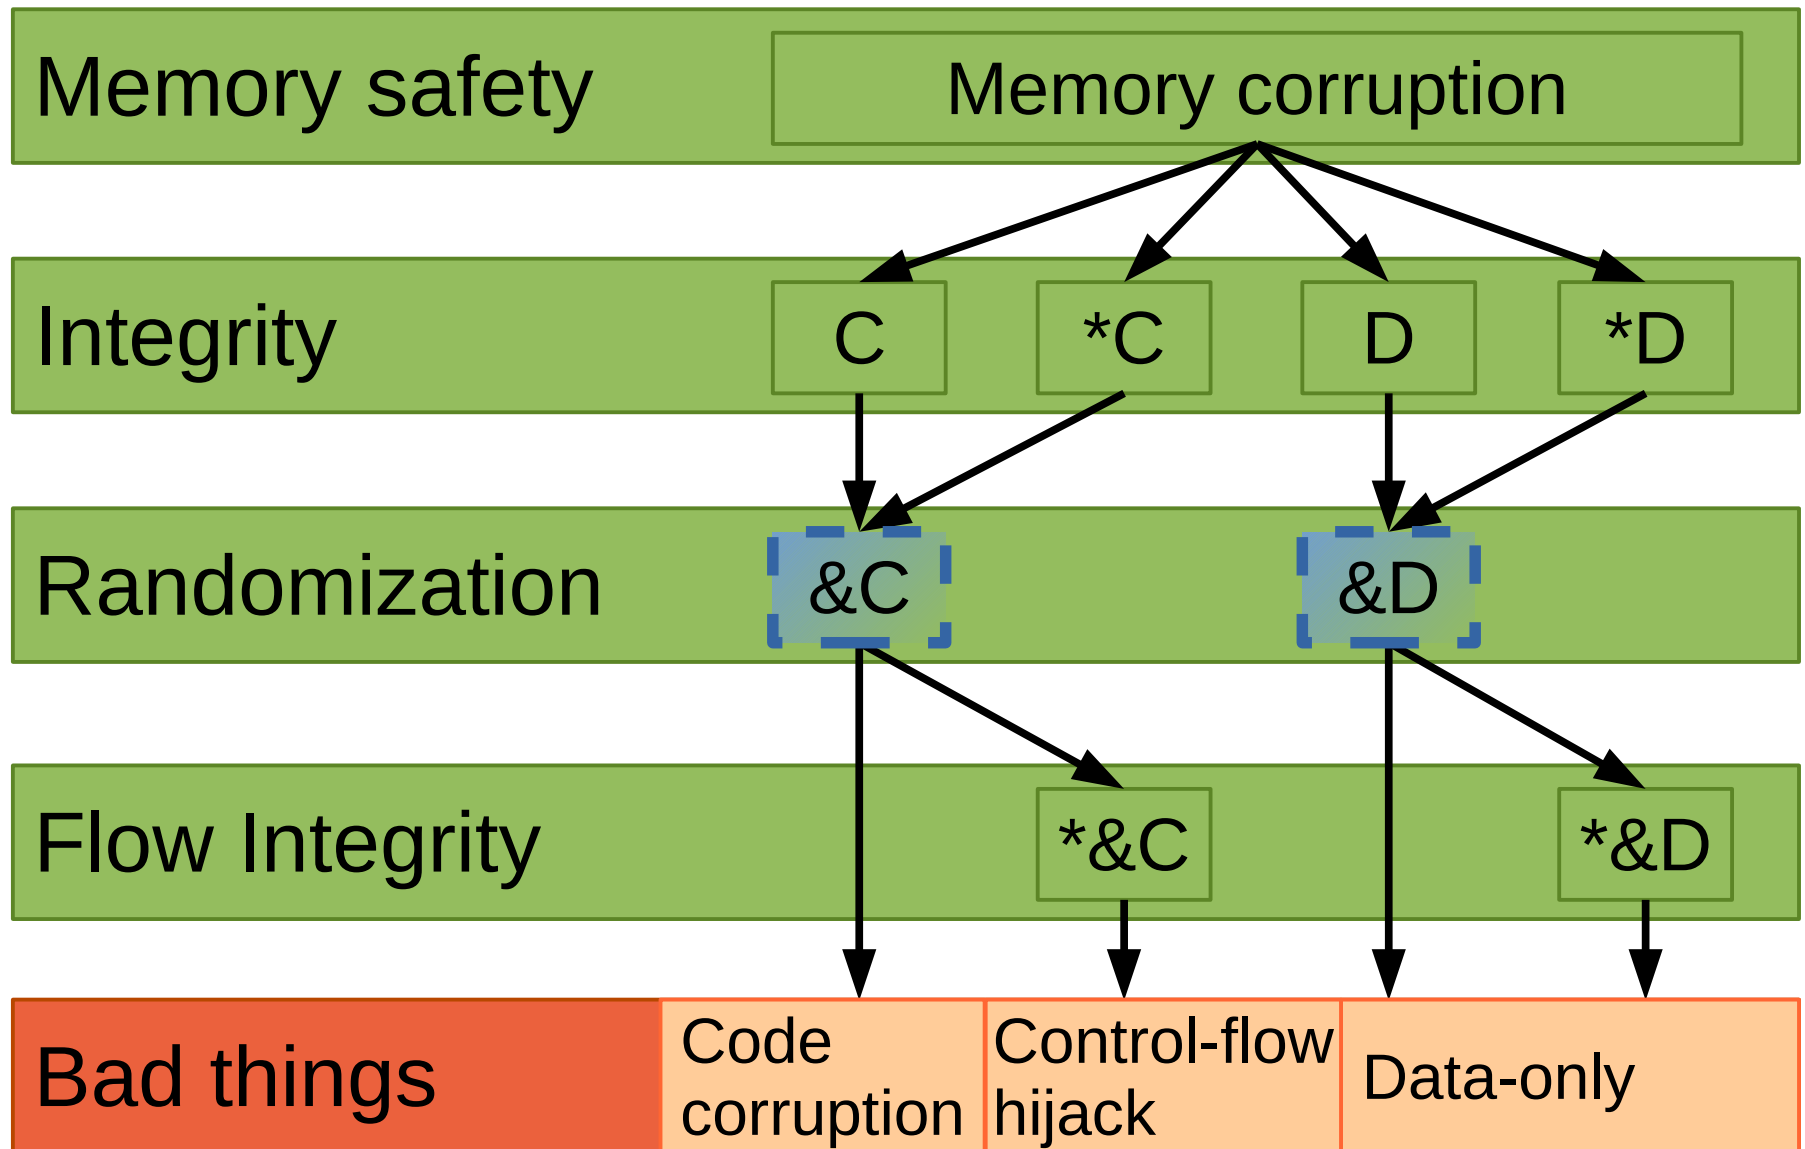 Memory safety
Memory corruption
Integrity
C
*C
D
*D
Randomization
&C
&D
Flow Integrity
*&C
*&D
Bad things
Code
corruption
Control-flow
hijack
Data-only